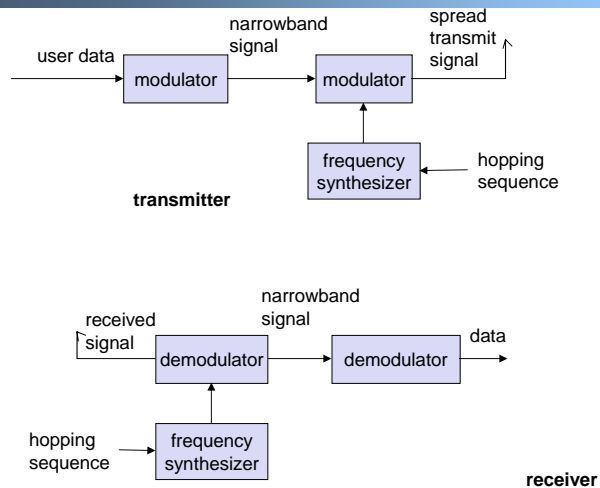 user data
narrowband
signal
spread
transmit
signal
modulator
modulator
frequency
synthesizer
hopping
sequence
transmitter
received
signal
narrowband
signal
data
demodulator
demodulator
hopping
sequence
frequency
synthesizer
receiver